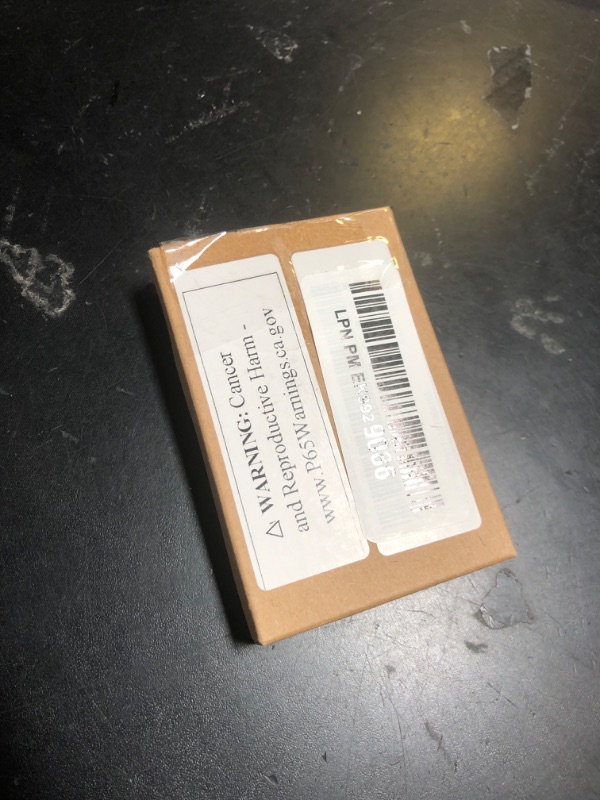 ⚠ WARNING: Cancer
and Reproductive Harm -
www.P65Warnings.ca.gov
LPN PM